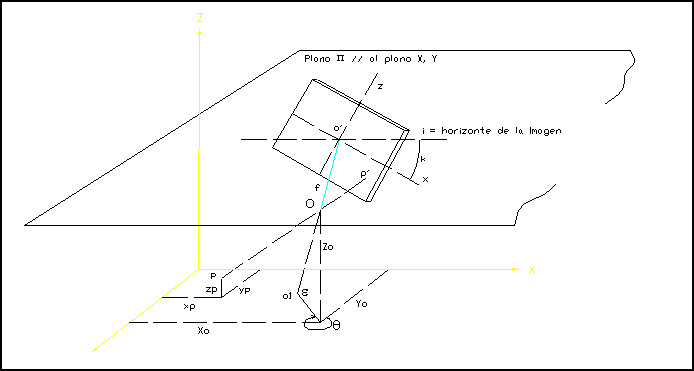 Z
Plano Π // al plano X, Y
z
o'
i = horizonte de la Imagen
k
p'
x
f
O
Zo
x
P
zp
yp
o1
g
xp
Yo
Xo
θ